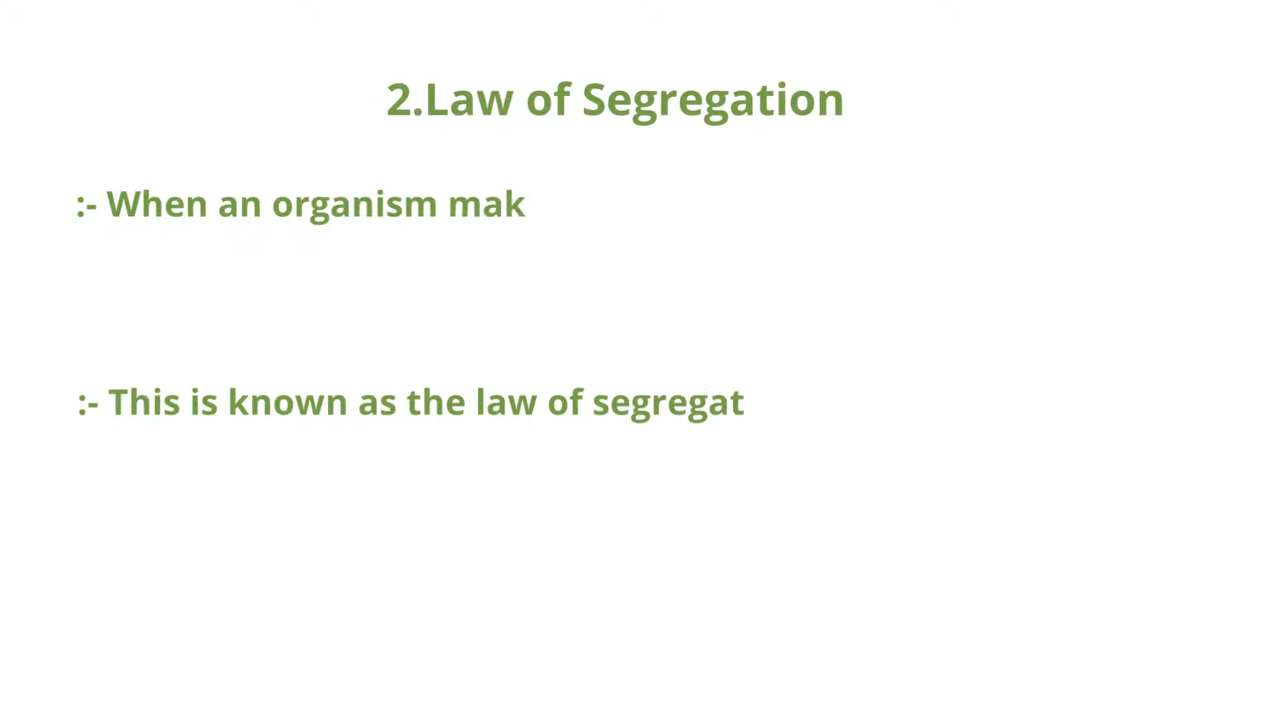 2.Law of Segregation
:- When an organism mak
:- This is known as the law of segregat